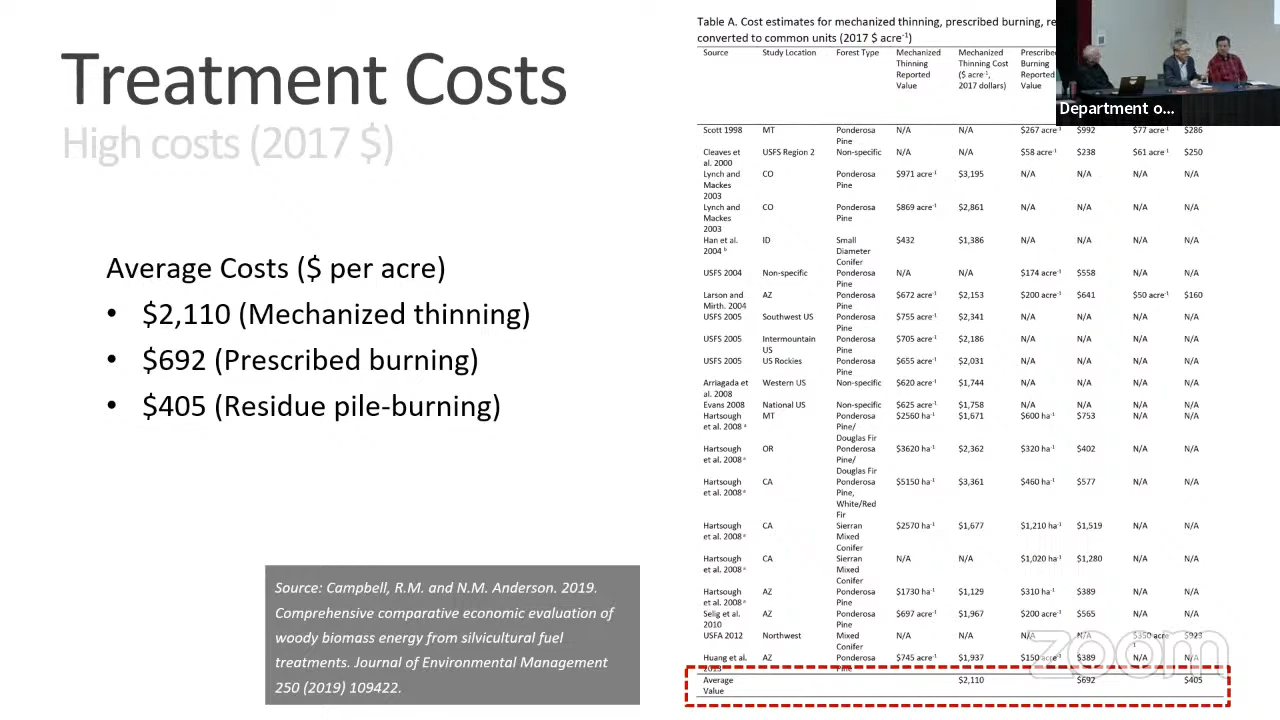 Treatment Costs
High costs (2017 $)
Average Costs ($ per acre)
• $2,110 (Mechanized thinning)
• $692 (Prescribed burning)
• $405 (Residue pile-burning)
Source: Campbell, R.M. and N.M. Anderson. 2019.
Comprehensive comparative economic evaluation of
woody biomass energy from silvicultural fuel
treatments. Journal of Environmental Management
250 (2019) 109422.
Table A. Cost estimates for mechanized thinning, prescribed burning, re
converted to common units (2017 $ acre⁻¹)
Source Study Location Forest Type Mechanized Thinning Reported Value Mechanized Thinning Cost ($ acre⁻¹, 2017 dollars) Prescribe Burning Reported Value
Scott 1998 MT Ponderosa Pine N/A N/A $267 acre⁻¹ $992 $77 acre⁻¹ $286
Cleaves et al. 2000 USFS Region 2 Non-specific N/A N/A $58 acre⁻¹ $238 $61 acre⁻¹ $250
Lynch and Mackes 2003 CO Ponderosa Pine $971 acre⁻¹ $3,195 N/A N/A N/A N/A
Lynch and Mackes 2003 CO Ponderosa Pine $869 acre⁻¹ $2,861 N/A N/A N/A N/A
Han et al. 2004 ᵇ ID Small Diameter Conifer $432 $1,386 N/A N/A N/A N/A
USFS 2004 Non-specific Ponderosa Pine N/A N/A $174 acre⁻¹ $558 N/A N/A
Larson and Mirth. 2004 AZ Ponderosa Pine $672 acre⁻¹ $2,153 $200 acre⁻¹ $641 $50 acre⁻¹ $160
USFS 2005 Southwest US Ponderosa Pine $755 acre⁻¹ $2,341 N/A N/A N/A N/A
USFS 2005 Intermountain US Ponderosa Pine $705 acre⁻¹ $2,186 N/A N/A N/A N/A
USFS 2005 US Rockies Ponderosa Pine $655 acre⁻¹ $2,031 N/A N/A N/A N/A
Arriagada et al. 2008 Western US Non-specific $620 acre⁻¹ $1,744 N/A N/A N/A N/A
Evans 2008 National US Non-specific $625 acre⁻¹ $1,758 N/A N/A N/A N/A
Hartsough et al. 2008 ᵃ MT Ponderosa Pine/ Douglas Fir $2560 ha⁻¹ $1,671 $600 ha⁻¹ $753 N/A N/A
Hartsough et al. 2008 ᵃ OR Ponderosa Pine/ Douglas Fir $3620 ha⁻¹ $2,362 $320 ha⁻¹ $402 N/A N/A
Hartsough et al. 2008 ᵃ CA Ponderosa Pine, White/Red Fir $5150 ha⁻¹ $3,361 $460 ha⁻¹ $577 N/A N/A
Hartsough et al. 2008 ᵃ CA Sierran Mixed Conifer $2570 ha⁻¹ $1,677 $1,210 ha⁻¹ $1,519 N/A N/A
Hartsough et al. 2008 ᵃ CA Sierran Mixed Conifer N/A N/A $1,020 ha⁻¹ $1,280 N/A N/A
Hartsough et al. 2008 ᵃ AZ Ponderosa Pine $1730 ha⁻¹ $1,129 $310 ha⁻¹ $389 N/A N/A
Selig et al. 2010 AZ Ponderosa Pine $697 acre⁻¹ $1,967 $200 acre⁻¹ $565 N/A N/A
USFA 2012 Northwest Mixed Conifer N/A N/A N/A N/A $350 acre $923
Huang et al. AZ Ponderosa Pine $745 acre⁻¹ $1,937 $150 acre⁻¹ $389 N/A N/A
Average Value $2,110 $692 $405
Department o...
zoom